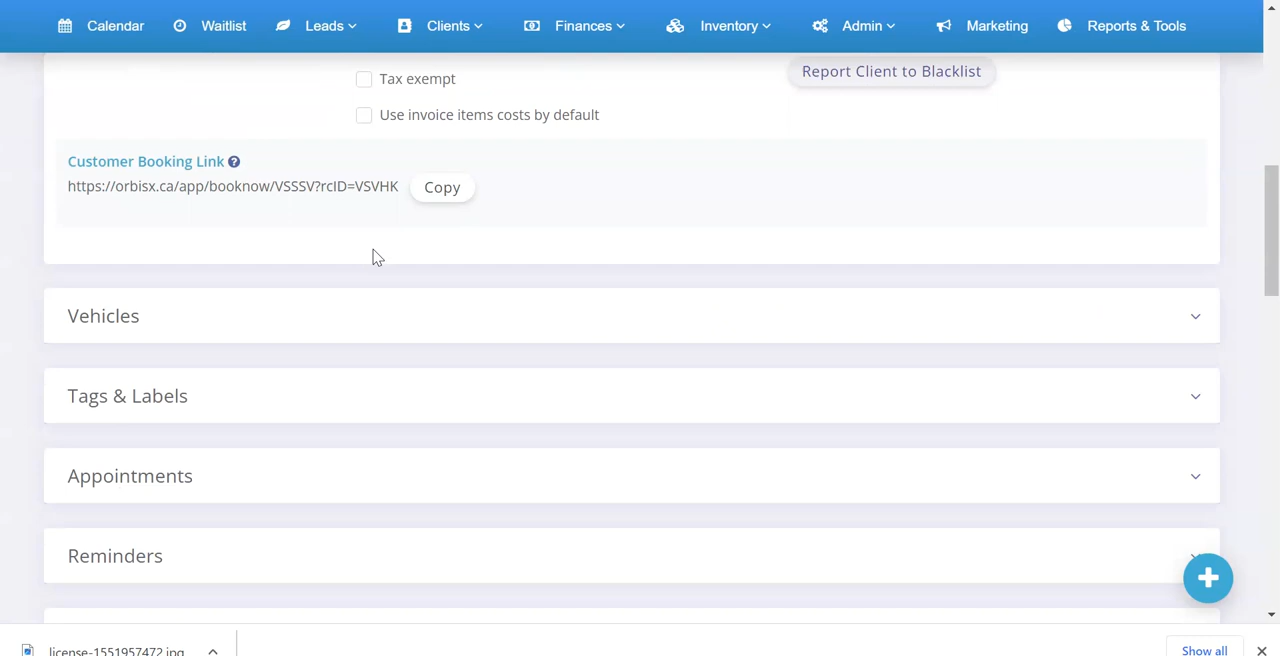 Calendar Waitlist Leads Clients Finances Inventory Admin Marketing Reports & Tools
Tax exempt
Report Client to Blacklist
Use invoice items costs by default
Customer Booking Link ?
https://orbisx.ca/app/booknow/VSSSV?rcID=VSVHK Copy
Vehicles
Tags & Labels
Appointments
Reminders
license-1551957472.jpg Show all